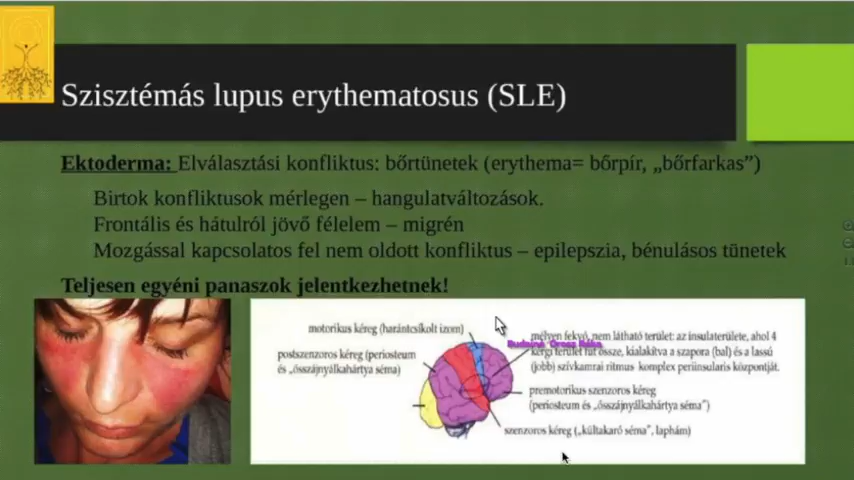 Szisztémás lupus erythematosus (SLE)
Ektoderma: Elválasztási konfliktus: bőrtünetek (erythema= bőrpír, „bőrfarkas”)
Birtok konfliktusok mérlegen – hangulatváltozások.
Frontális és hátulról jövő félelem – migrén
Mozgással kapcsolatos fel nem oldott konfliktus – epilepszia, bénulásos tünetek
Teljesen egyéni panaszok jelentkezhetnek!
motorikus kéreg (harántcsíkolt izom)
posztszenzoros kéreg (periosteum
és „összájnyálkahártya séma”)
mélyen fekvő, nem látható terület: az insulaterülete, ahol 4
kérgi terület fut össze, kialakítva a szapora (bal) és a lassú
(jobb) szívkamrai ritmus komplex periinsularis központját.
premotorikus szenzoros kéreg
(periosteum és „ősszájnyálkahártya séma”)
szenzoros kéreg („kültakaró séma”, laphám)